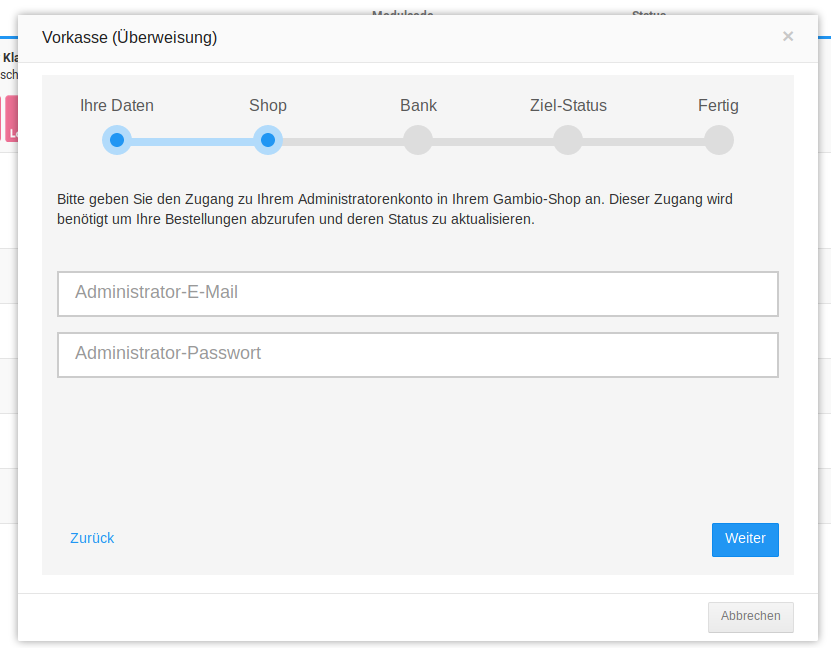 Modulcode Status
Vorkasse (Überweisung) ×
Ihre Daten Shop Bank Ziel-Status Fertig
Bitte geben Sie den Zugang zu Ihrem Administratorenkonto in Ihrem Gambio-Shop an. Dieser Zugang wird
benötigt um Ihre Bestellungen abzurufen und deren Status zu aktualisieren.
Administrator-E-Mail
Administrator-Passwort
Zurück Weiter
Abbrechen